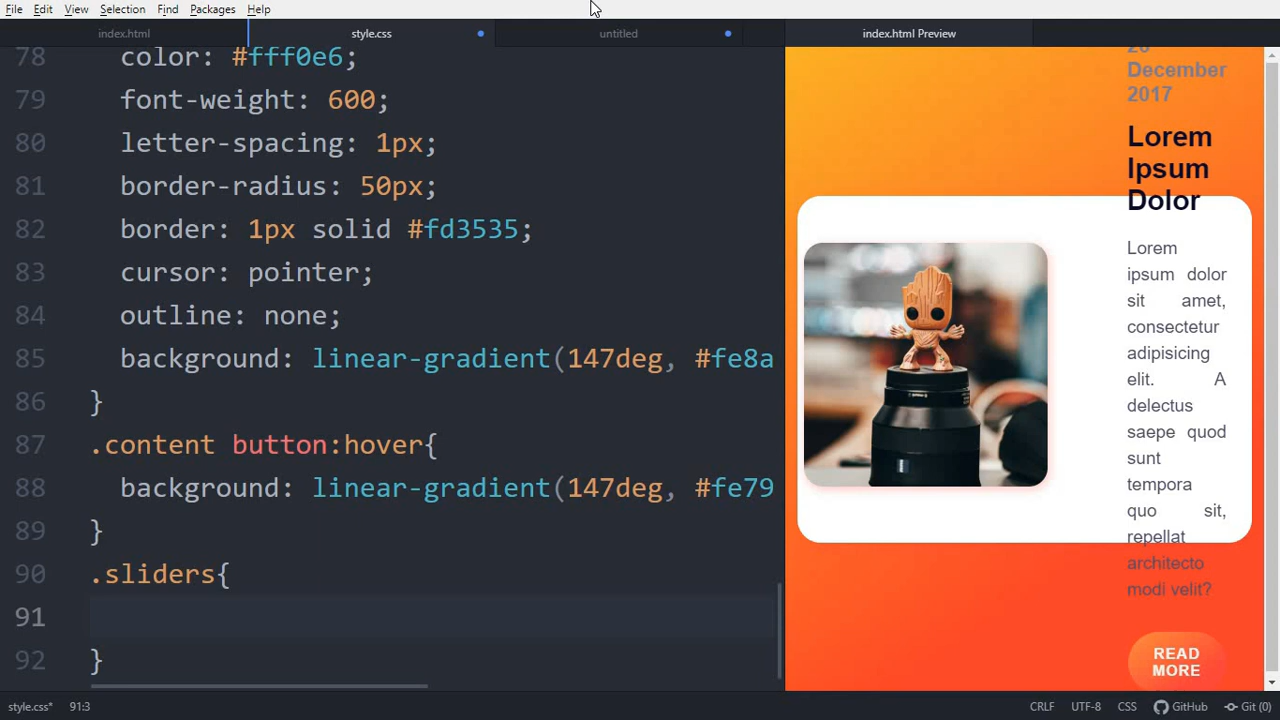 File Edit View Selection Find Packages Help
index.html style.css untitled index.html Preview
78 color: #fff0e6;
79 font-weight: 600;
80 letter-spacing: 1px;
81 border-radius: 50px;
82 border: 1px solid #fd3535;
83 cursor: pointer;
84 outline: none;
85 background: linear-gradient(147deg, #fe8a
86 }
87 .content button:hover{
88 background: linear-gradient(147deg, #fe79
89 }
90 .sliders{
91
92 }
26
December
2017
Lorem
Ipsum
Dolor
Lorem
ipsum dolor
sit amet,
consectetur
adipisicing
elit. A
delectus
saepe quod
sunt
tempora
quo sit,
repellat
architecto
modi velit?
READ
MORE
style.css* 91:3 CRLF UTF-8 CSS GitHub Git (0)